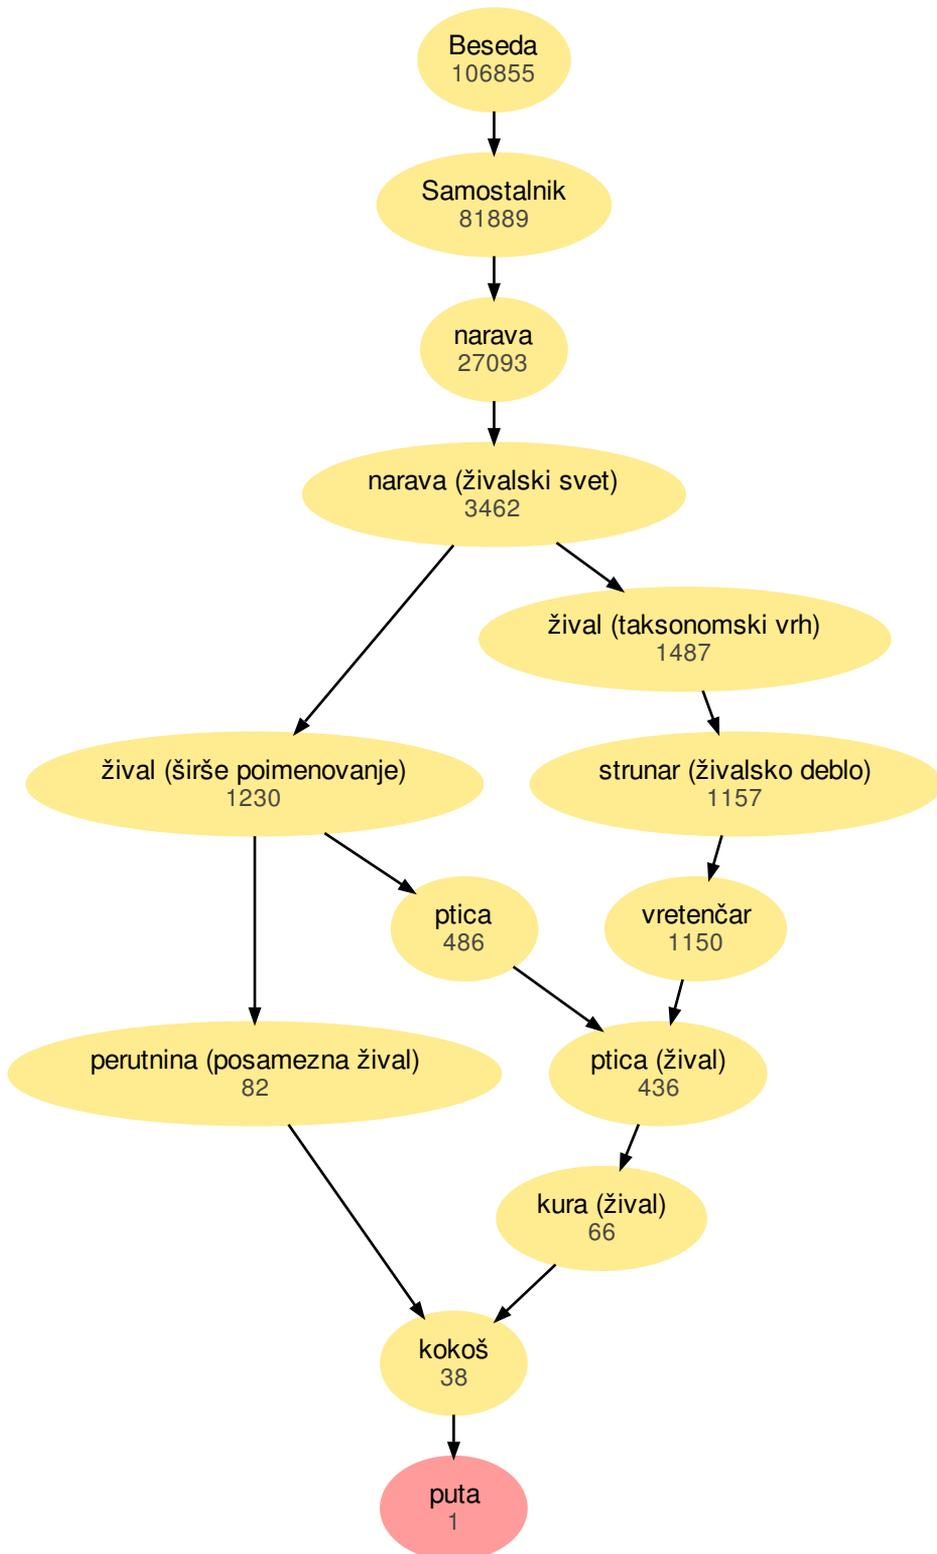 Beseda
106855
Samostalnik
81889
narava
27093
narava (živalski svet)
3462
žival (taksonomski vrh)
1487
žival (širše poimenovanje)
1230
strunar (živalsko deblo)
1157
ptica
486
vretenčar
1150
perutnina (posamezna žival)
82
ptica (žival)
436
kura (žival)
66
kokoš
38
puta
1